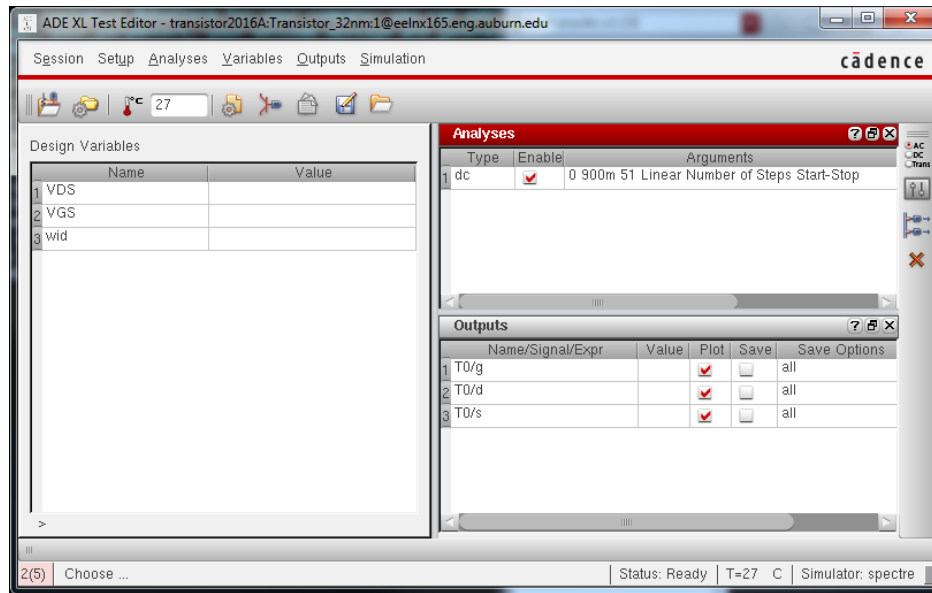 ADE XL Test Editor - transistor2016A:Transistor_32nm:1@eelnx165.eng.auburn.edu
Session Setup Analyses Variables Outputs Simulation
cādence
°C 27
Design Variables
Name Value
1 VDS
2 VGS
3 wid
>
Analyses
Type Enable Arguments
1 dc 0 900m 51 Linear Number of Steps Start-Stop
Outputs
Name/Signal/Expr Value Plot Save Save Options
1 T0/g all
2 T0/d all
3 T0/s all
AC
DC
Trans
2(5) Choose ... Status: Ready T=27 C Simulator: spectre